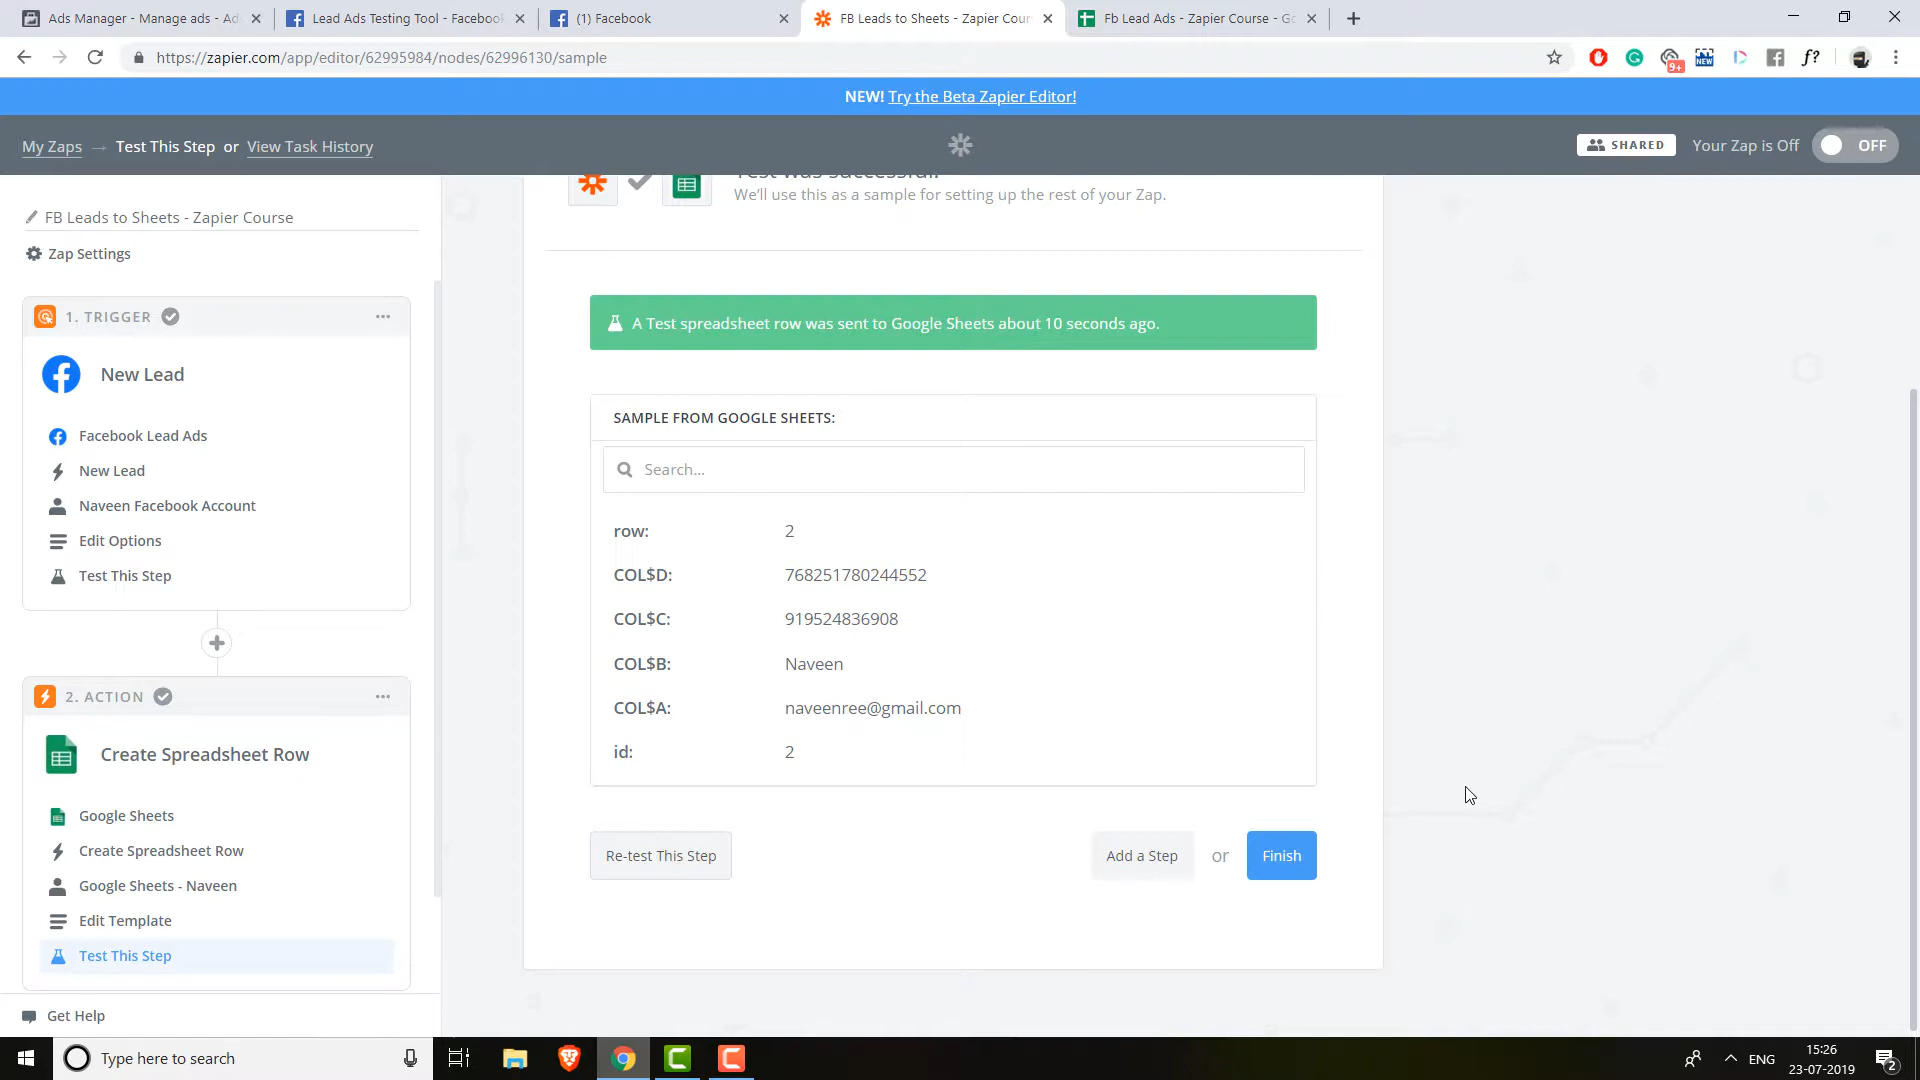 Ads Manager - Manage ads - Ad
Lead Ads Testing Tool - Facebook
(1) Facebook
FB Leads to Sheets - Zapier Cour
Fb Lead Ads - Zapier Course - Go
https://zapier.com/app/editor/62995984/nodes/62996130/sample
9+
NEW
f?
NEW! Try the Beta Zapier Editor!
My Zaps → Test This Step or View Task History
SHARED
Your Zap is Off
OFF
FB Leads to Sheets - Zapier Course
Zap Settings
1. TRIGGER
New Lead
Facebook Lead Ads
New Lead
Naveen Facebook Account
Edit Options
Test This Step
2. ACTION
Create Spreadsheet Row
Google Sheets
Create Spreadsheet Row
Google Sheets - Naveen
Edit Template
Test This Step
Get Help
Test was successful!
We'll use this as a sample for setting up the rest of your Zap.
A Test spreadsheet row was sent to Google Sheets about 10 seconds ago.
SAMPLE FROM GOOGLE SHEETS:
Search...
row: 2
COL$D: 768251780244552
COL$C: 919524836908
COL$B: Naveen
COL$A: naveenree@gmail.com
id: 2
Re-test This Step
Add a Step or Finish
Type here to search
ENG
15:26
23-07-2019
2